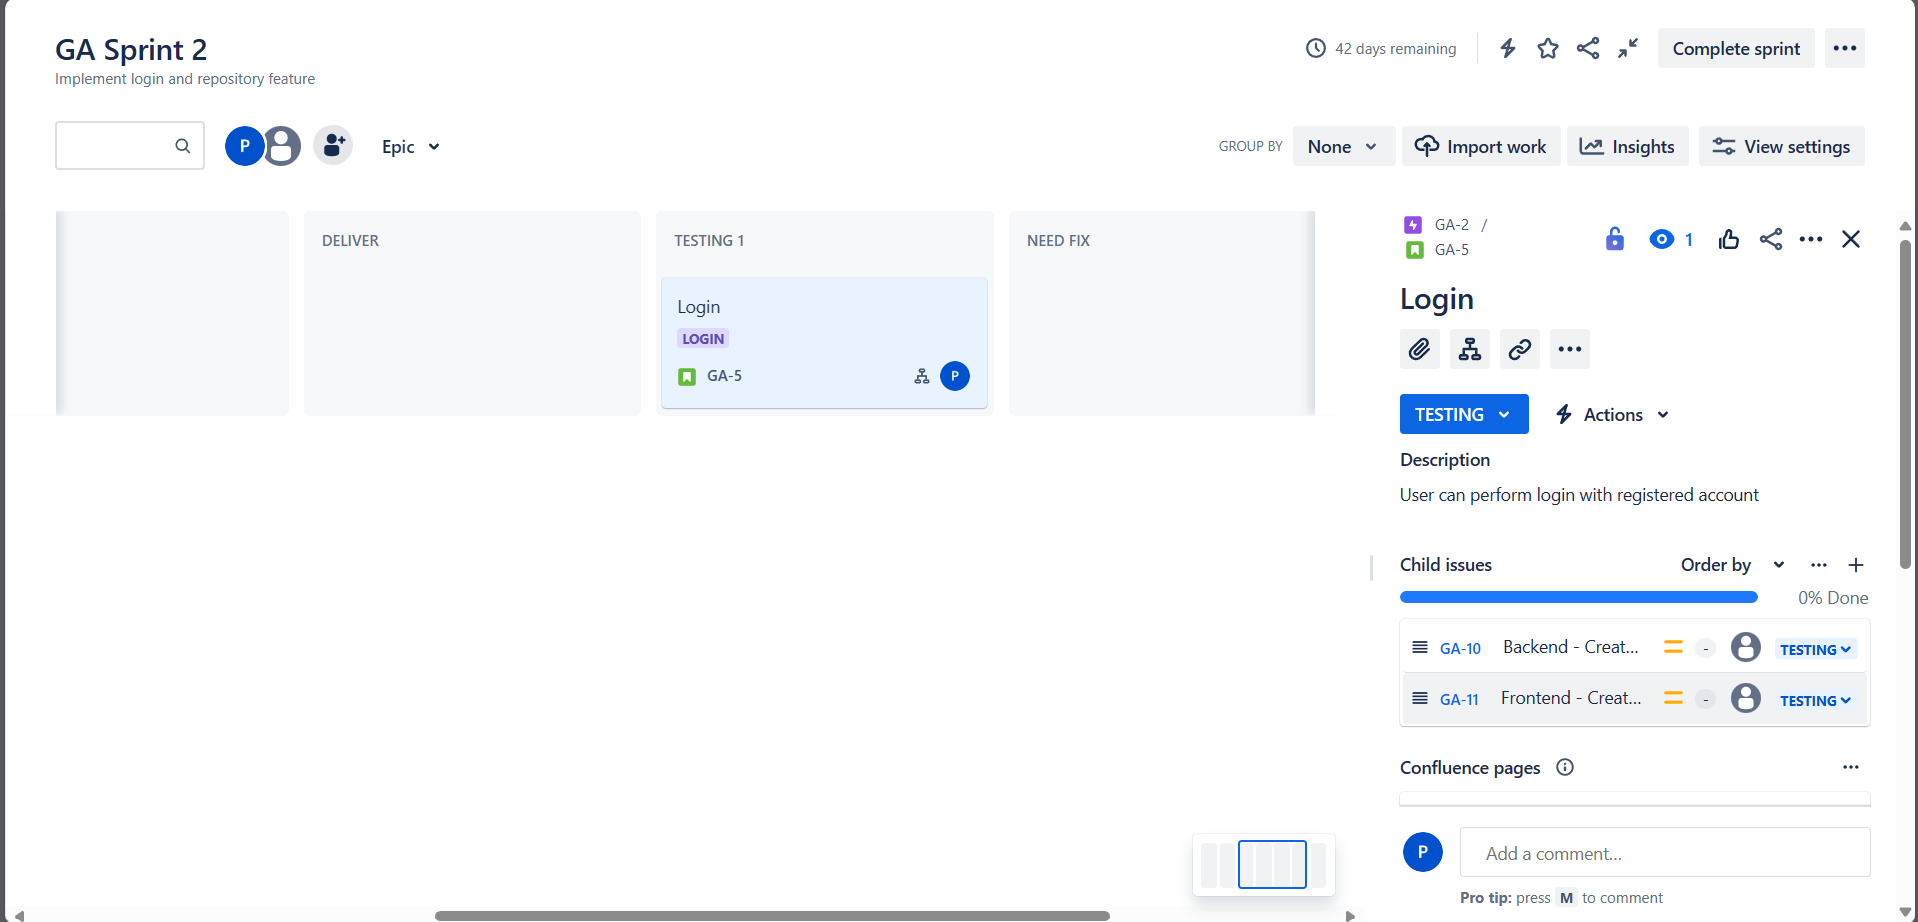 GA Sprint 2
Implement login and repository feature
42 days remaining
Complete sprint
P
Epic
GROUP BY
None
Import work
Insights
View settings
DELIVER
TESTING 1
NEED FIX
Login
LOGIN
GA-5
P
GA-2 /
GA-5
1
Login
TESTING
Actions
Description
User can perform login with registered account
Child issues
Order by
0% Done
GA-10 Backend - Creat... - TESTING
GA-11 Frontend - Creat... - TESTING
Confluence pages
P
Add a comment...
Pro tip: press M to comment